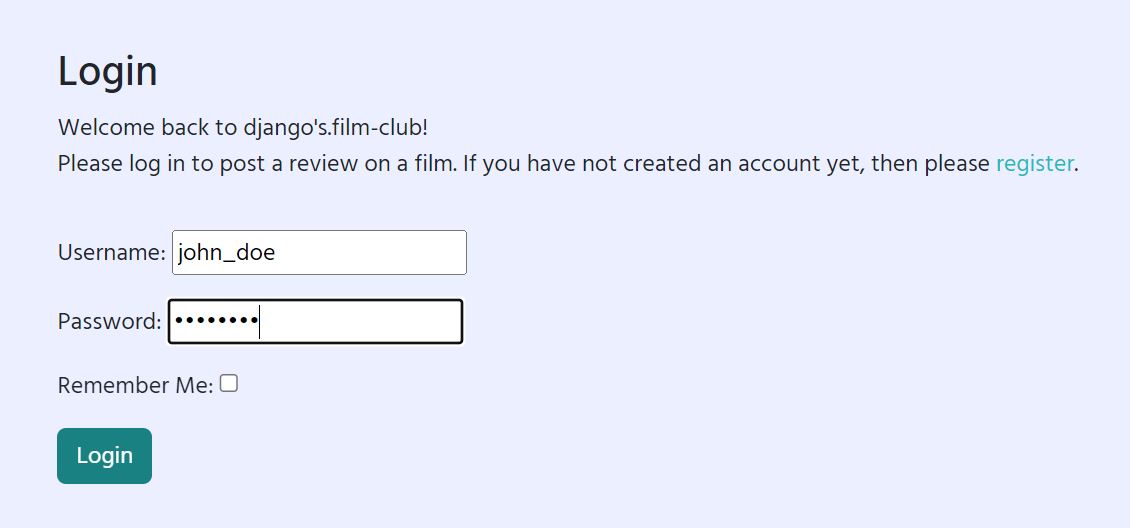 Login
Welcome back to django's.film-club!
Please log in to post a review on a film. If you have not created an account yet, then please register.
Username: john_doe
Password: ••••••••
Remember Me:
Login